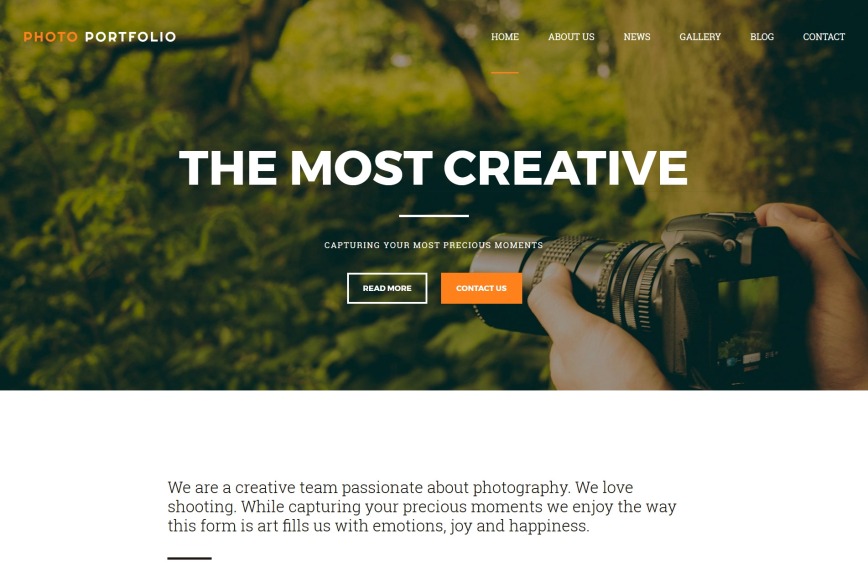 PHOTO PORTFOLIO
HOME ABOUT US NEWS GALLERY BLOG CONTACT
THE MOST CREATIVE
CAPTURING YOUR MOST PRECIOUS MOMENTS
READ MORE CONTACT US
We are a creative team passionate about photography. We love
shooting. While capturing your precious moments we enjoy the way
this form is art fills us with emotions, joy and happiness.